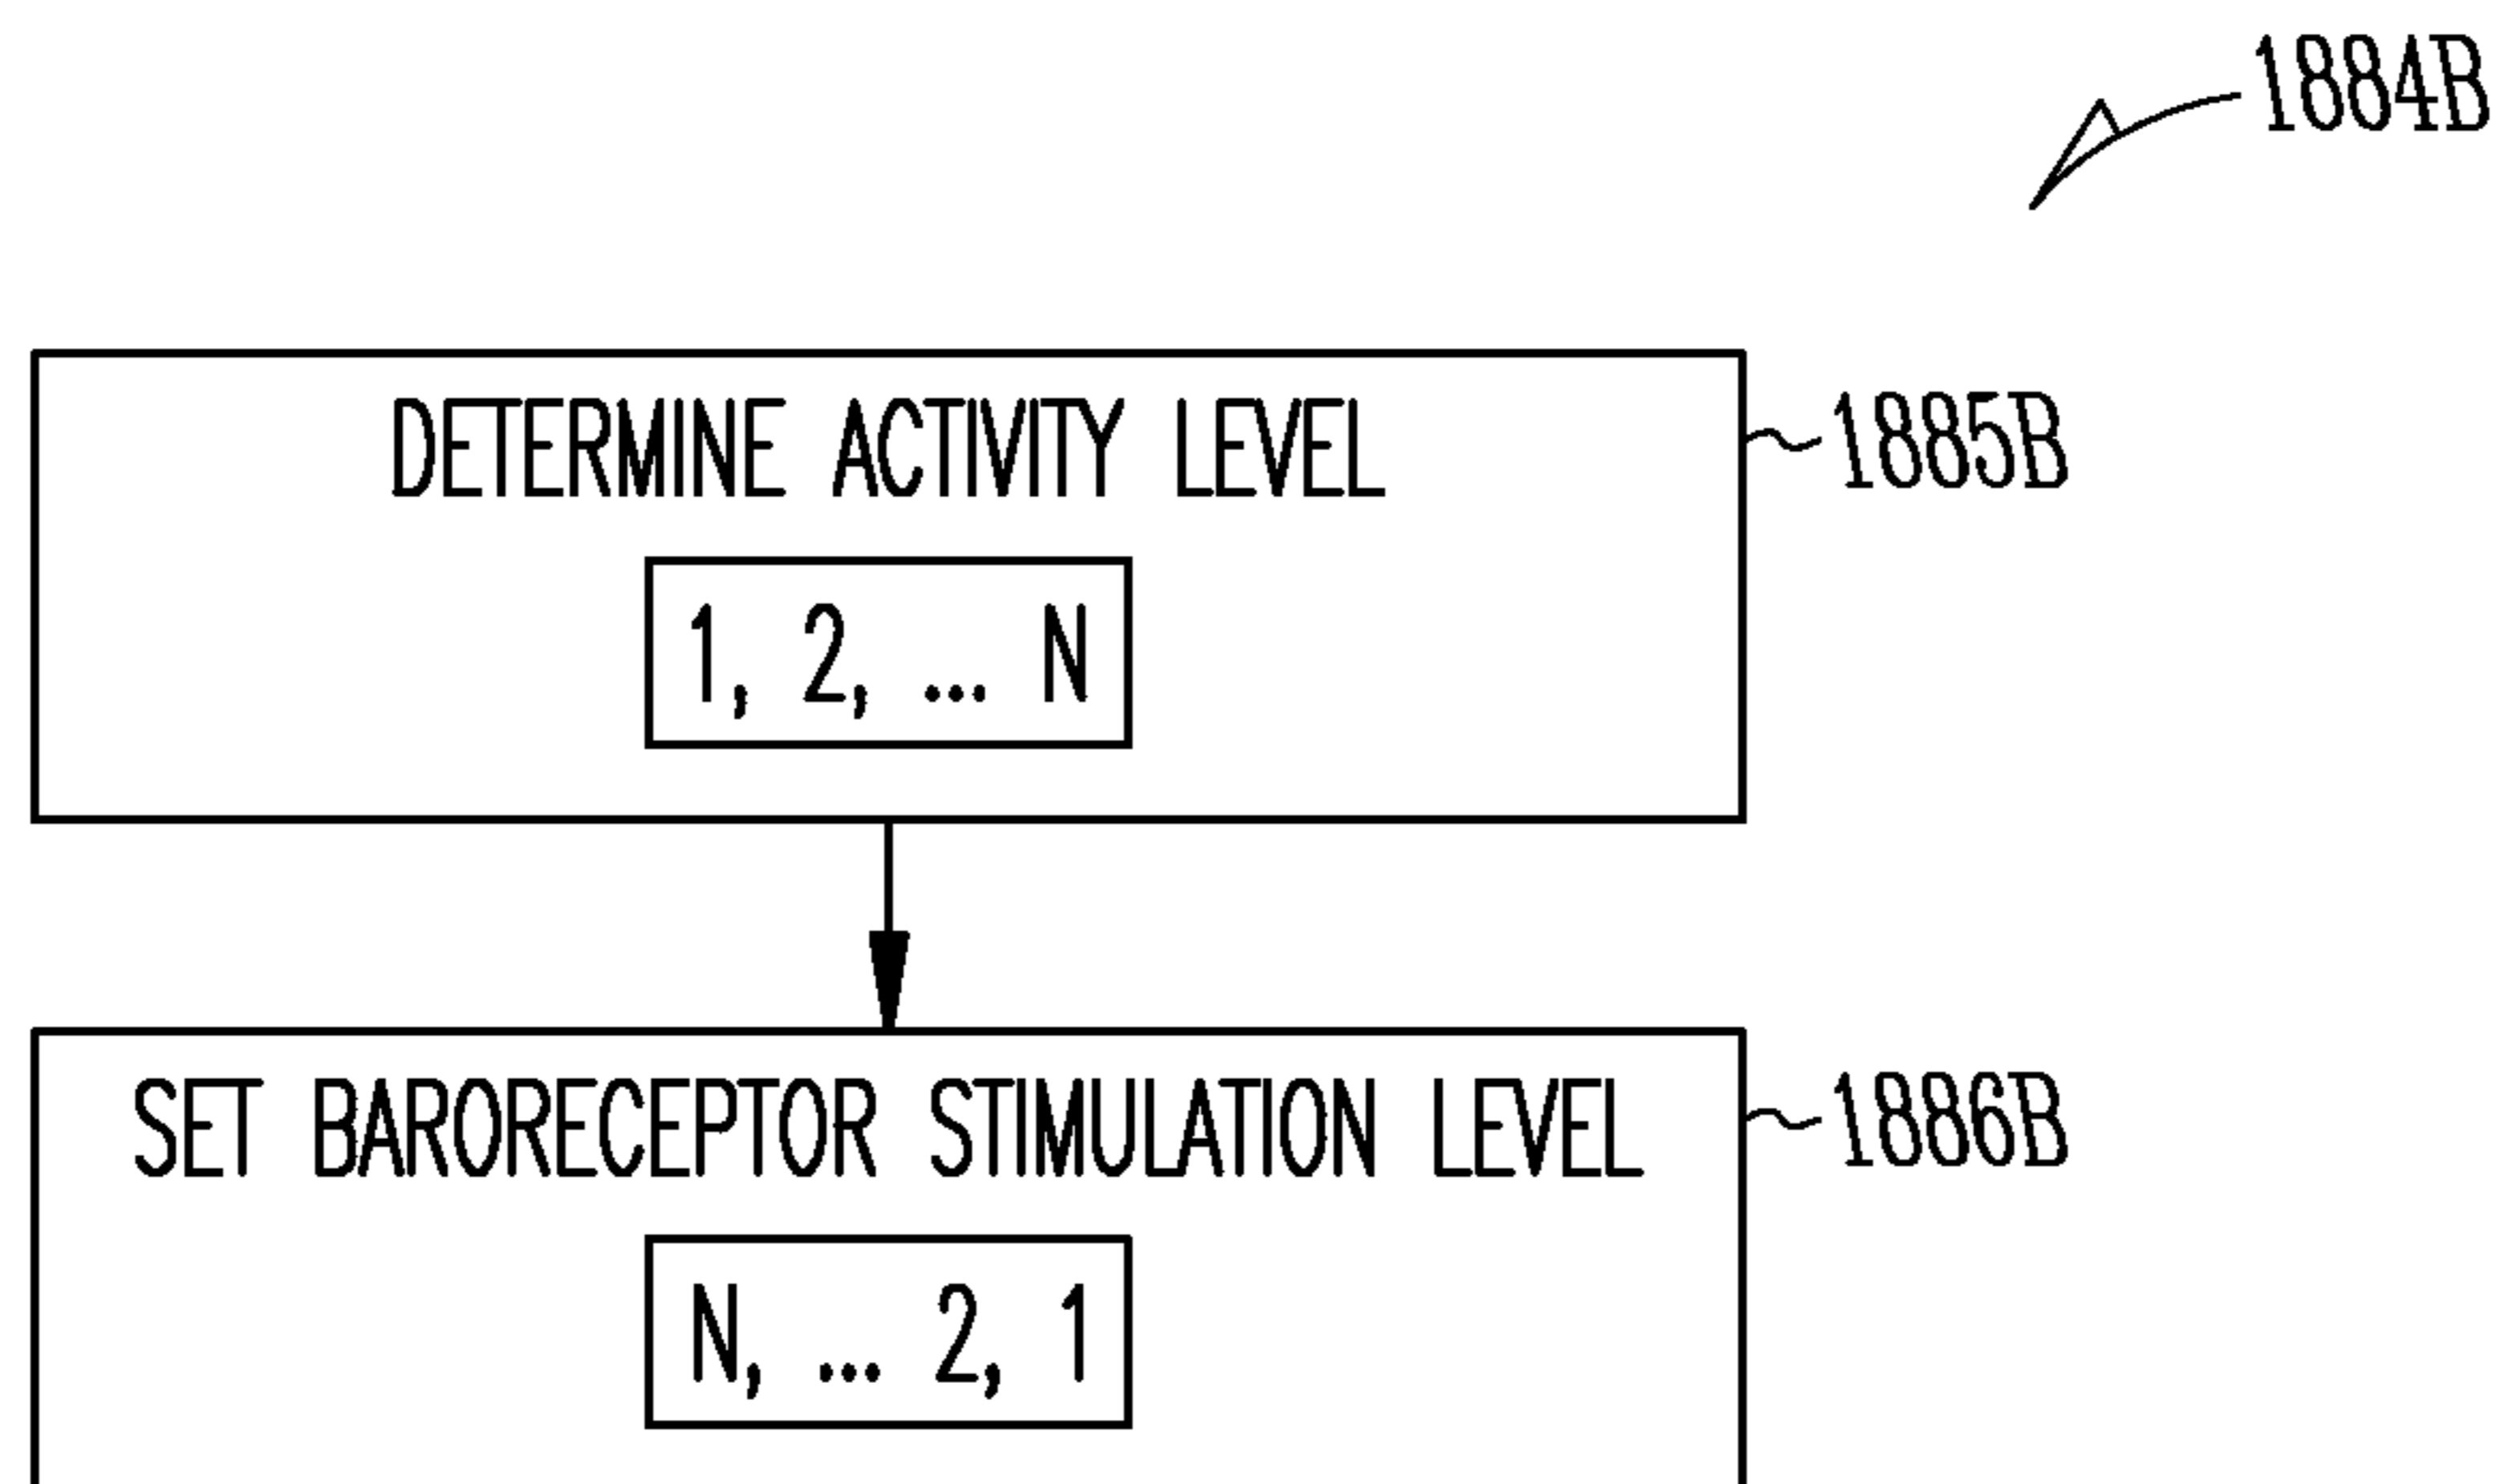 1884B
DETERMINE ACTIVITY LEVEL
1885B
1, 2, ... N
SET BARORECEPTOR STIMULATION LEVEL
1886B
N, ... 2, 1